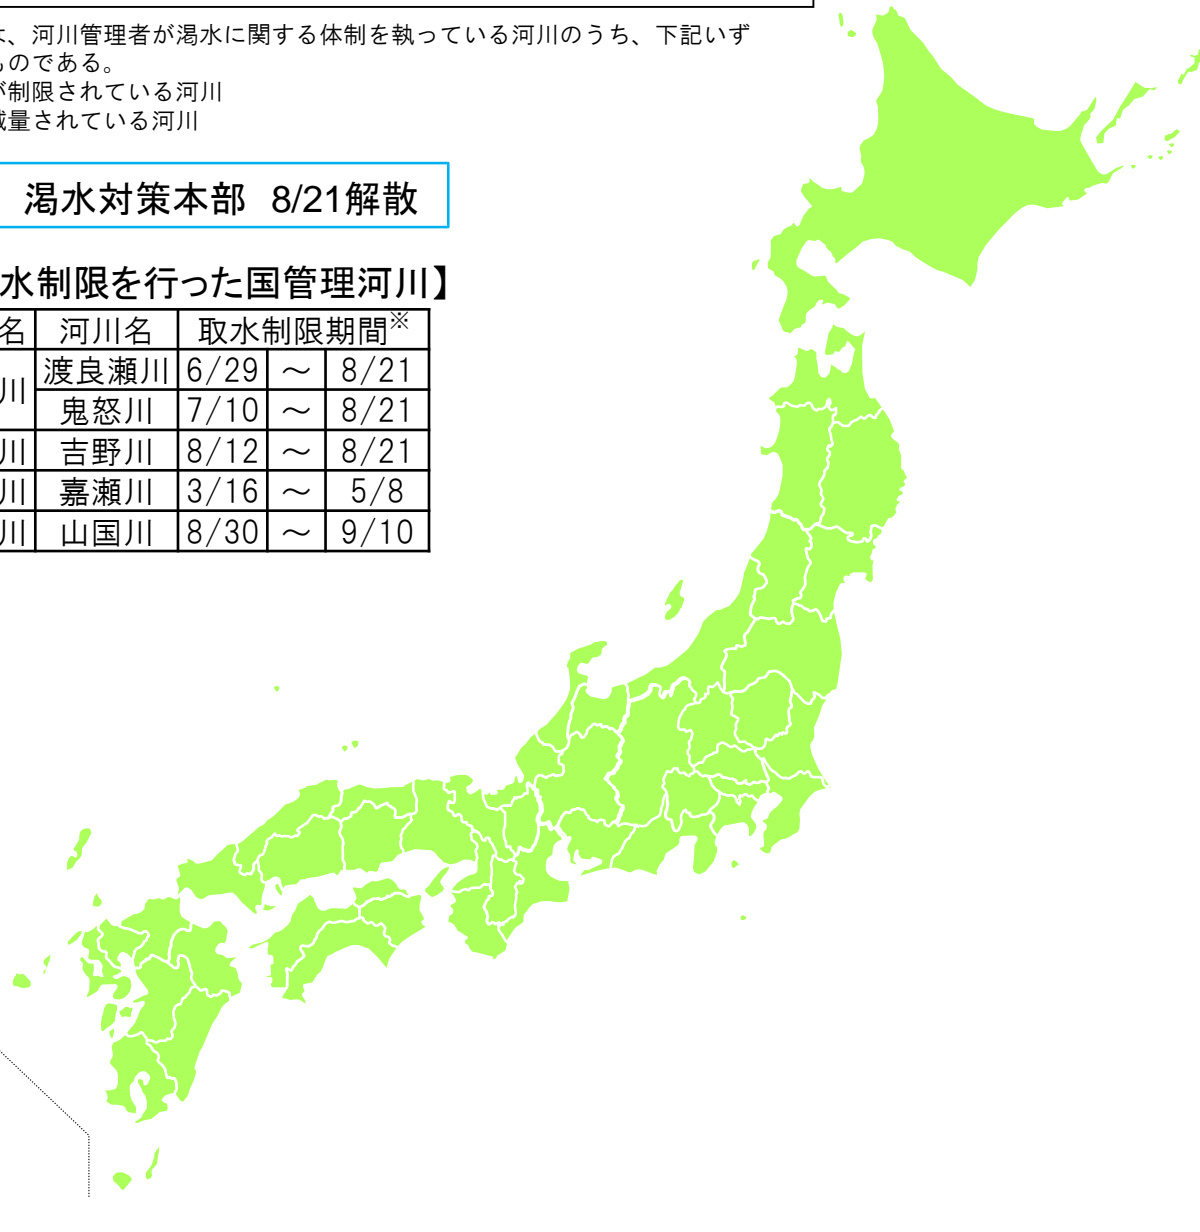 は、河川管理者が渇水に関する体制を執っている河川のうち、下記いず
ものである。
が制限されている河川
減量されている河川
渇水対策本部 8/21解散
水制限を行った国管理河川】
名 河川名 取水制限期間※
川 渡良瀬川 6/29 ～ 8/21
鬼怒川 7/10 ～ 8/21
川 吉野川 8/12 ～ 8/21
川 嘉瀬川 3/16 ～ 5/8
川 山国川 8/30 ～ 9/10